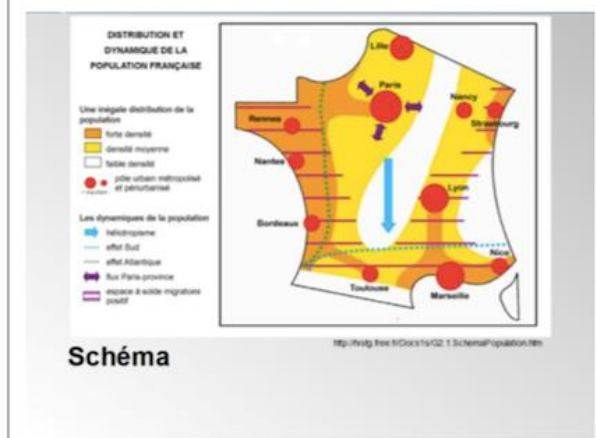 DISTRIBUTION ET
DYNAMIQUE DE LA
POPULATION FRANÇAISE
Une inégale distribution de la
population
forte densité
densité moyenne
faible densité
pôle urbain métropolisé
et périurbanisé
Les dynamiques de la population
héliotropisme
effet Sud
effet Atlantique
flux Paris-province
espace à solde migratoire
positif
Lille
Paris
Nancy
Strasbourg
Rennes
Nantes
Lyon
Bordeaux
Nice
Toulouse
Marseille
Schéma